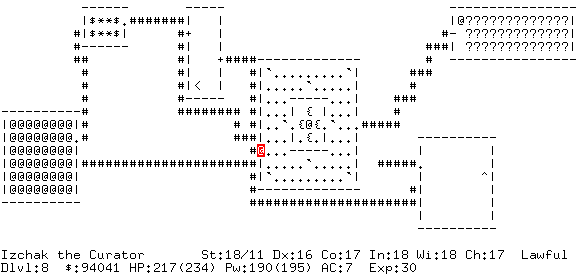 ------        -----                               ------------------
|$***$.########   |                               |@?????????????|
#|$***$|      #+   |                              #- ?????????????|
#------       #|   |                            ###| ?????????????|
##            #|   +####--------------          #  ----------------
#            #|   |   #|`.........`|         ###
#            #|<  |   #|.....`.....|         #
#            #-----   #|...-----...|       ###
-----------#            ########  #|...| { |...|       #
|@@@@@@@@@|#                   # #|..`.{@{.`..#####
|@@@@@@@@@.#                   ###|...| {.|...|          -----------
|@@@@@@@@@|                      #@...-----...|  #####.         |
|@@@@@@@@@|########################|.....`.....|     |        ^|
|@@@@@@@@@|                      #|`.........`|     |         |
|@@@@@@@@@|                      #--------------        #|         |
-----------                      ########################|         |
|         |
-----------
Izchak the Curator          St:18/11 Dx:16 Co:17 In:18 Wi:18 Ch:17  Lawful
Dlvl:8  $:94041 HP:217(234) Pw:190(195) AC:7  Exp:30